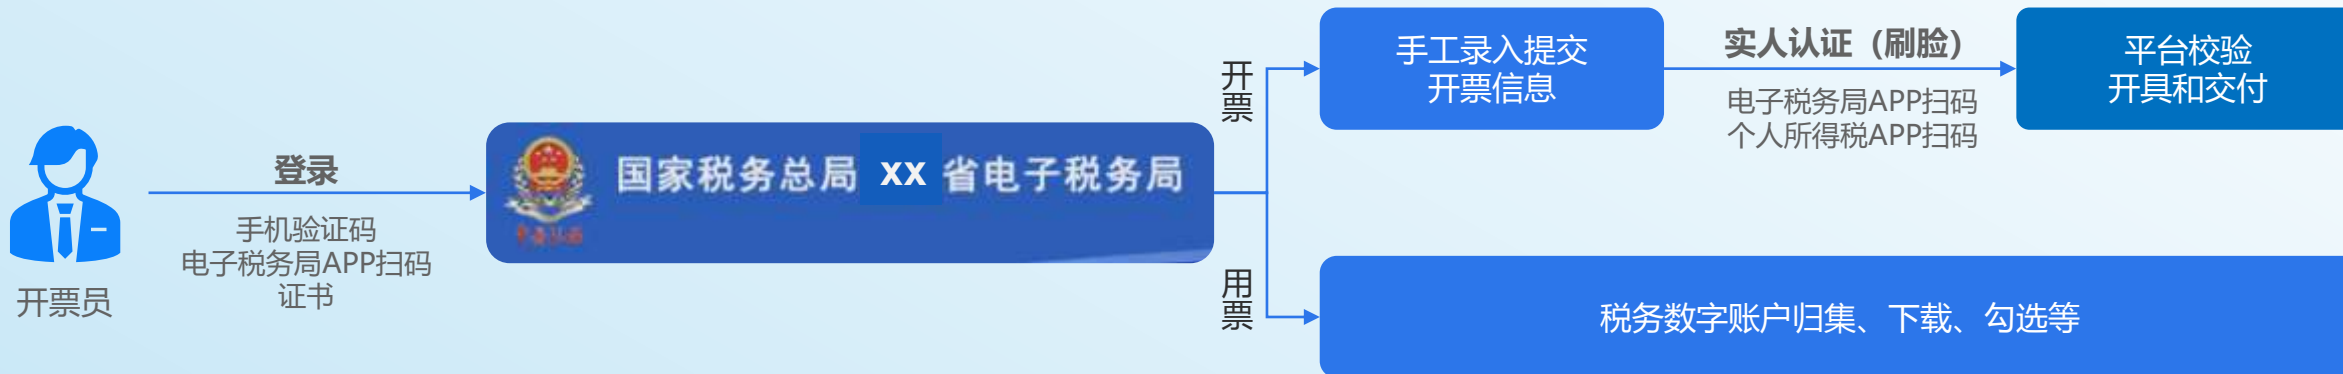 开票员
登录
手机验证码
电子税务局APP扫码
证书
国家税务总局 XX 省电子税务局
开票
手工录入提交
开票信息
实人认证（刷脸）
电子税务局APP扫码
个人所得税APP扫码
平台校验
开具和交付
用票
税务数字账户归集、下载、勾选等